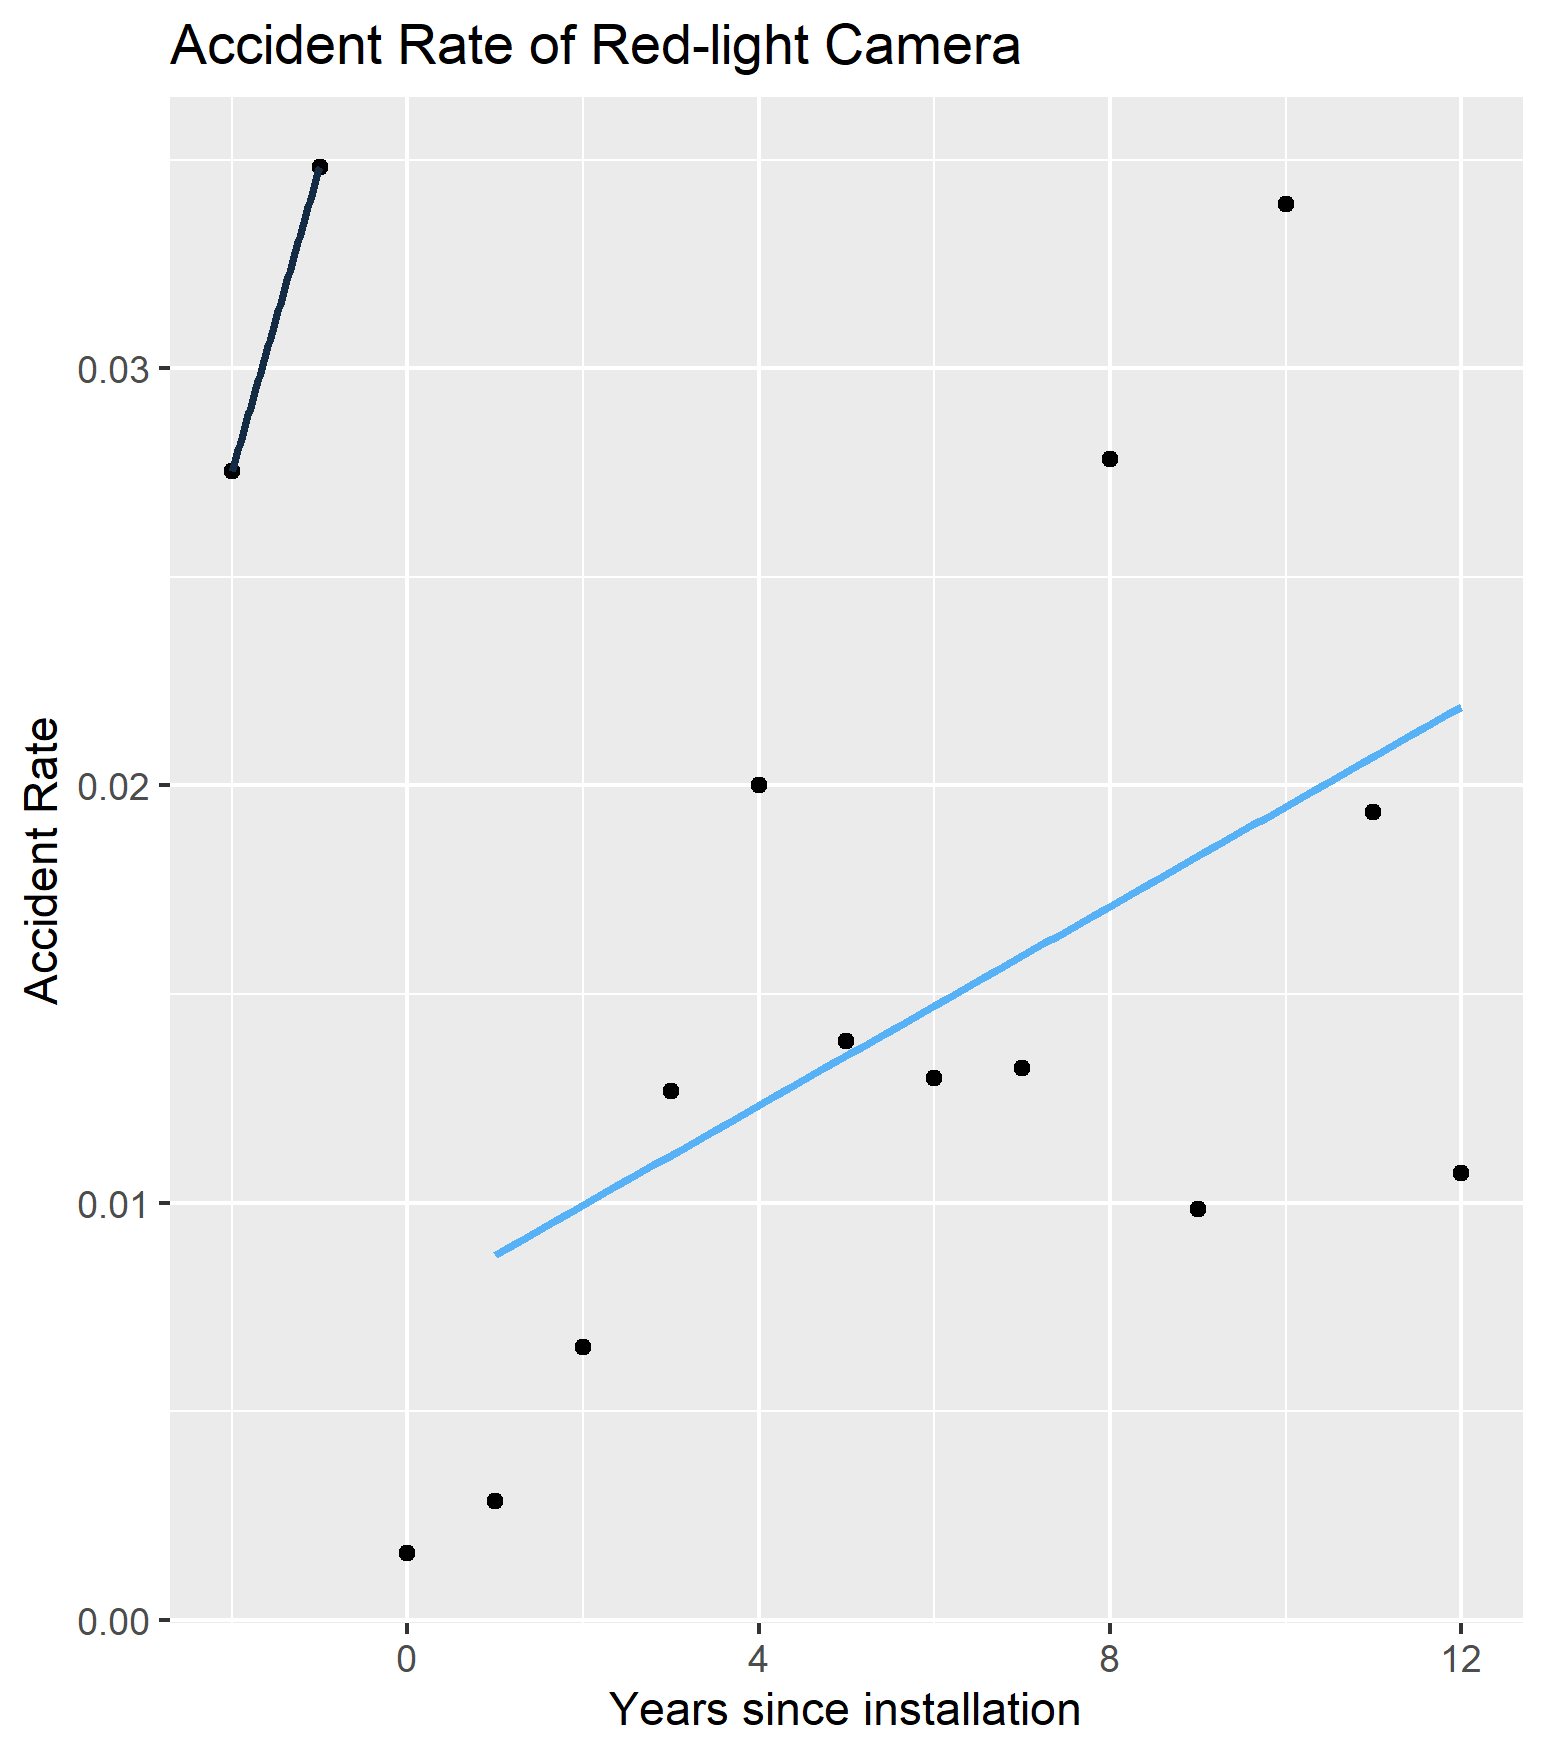 Accident Rate of Red-light Camera
Accident Rate
0.03
0.02
0.01
0.00
0 4 8 12
Years since installation